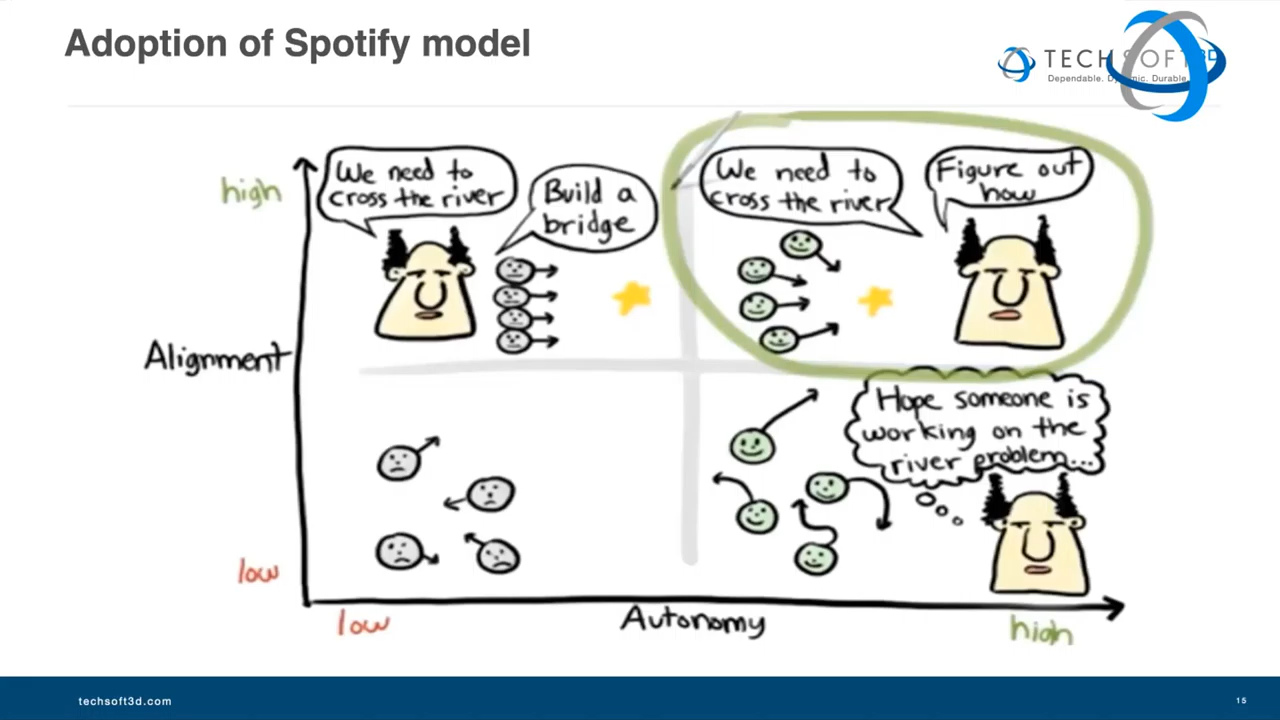 Adoption of Spotify model
TECH SOFT 3D
Dependable. Dynamic. Durable.
high
We need to
cross the river
Build a
bridge
We need to
cross the river
Figure out
how
Alignment
Hope someone is
working on the
river problem...
low
low
Autonomy
high
techsoft3d.com
15